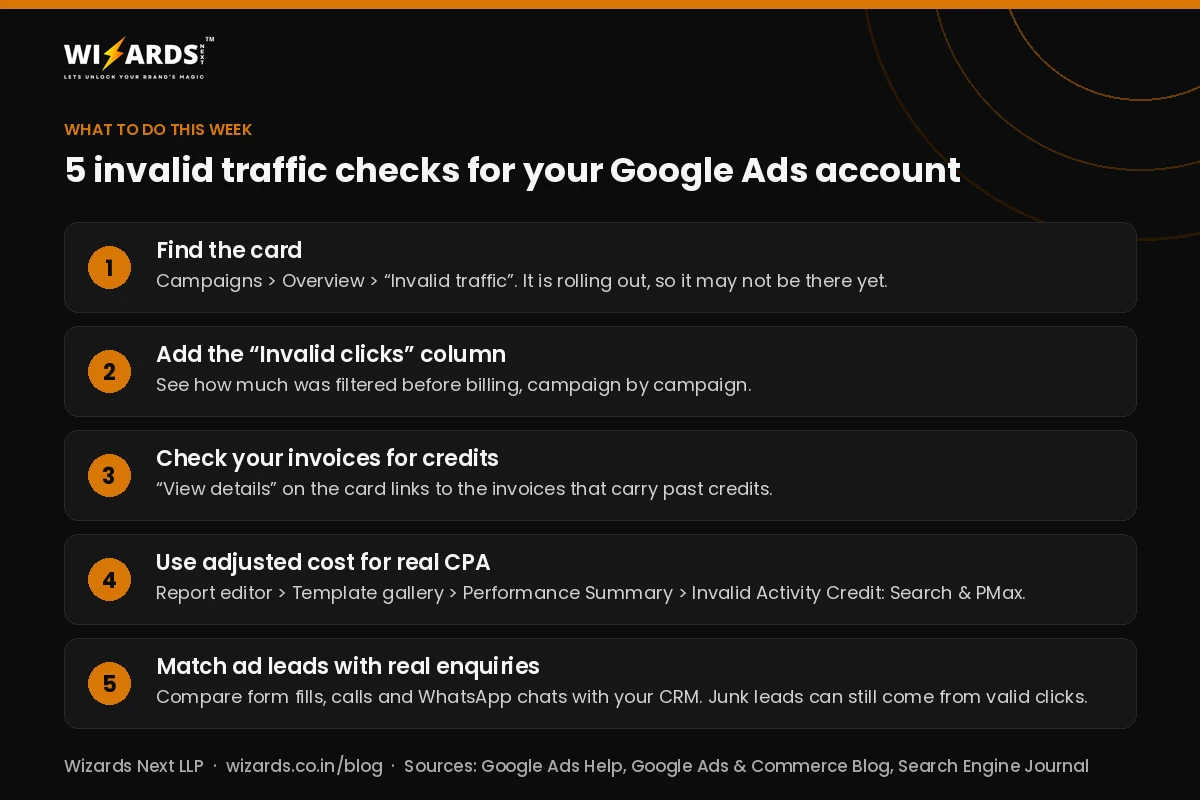 WIZARDS NEXT ™
LETS UNLOCK YOUR BRAND'S MAGIC
WHAT TO DO THIS WEEK
5 invalid traffic checks for your Google Ads account
1
Find the card
Campaigns > Overview > “Invalid traffic”. It is rolling out, so it may not be there yet.
2
Add the “Invalid clicks” column
See how much was filtered before billing, campaign by campaign.
3
Check your invoices for credits
“View details” on the card links to the invoices that carry past credits.
4
Use adjusted cost for real CPA
Report editor > Template gallery > Performance Summary > Invalid Activity Credit: Search & PMax.
5
Match ad leads with real enquiries
Compare form fills, calls and WhatsApp chats with your CRM. Junk leads can still come from valid clicks.
Wizards Next LLP · wizards.co.in/blog · Sources: Google Ads Help, Google Ads & Commerce Blog, Search Engine Journal